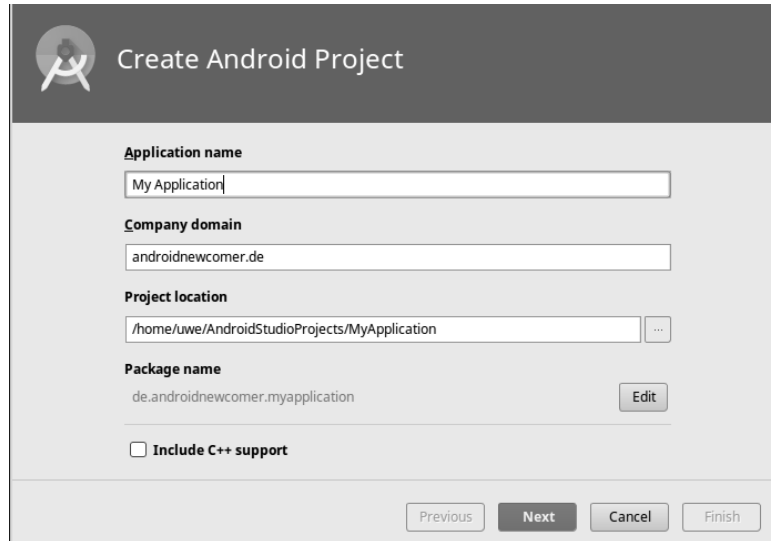 Create Android Project
Application name
My Application
Company domain
androidnewcomer.de
Project location
/home/uwe/AndroidStudioProjects/MyApplication
...
Package name
de.androidnewcomer.myapplication
Edit
Include C++ support
Previous Next Cancel Finish